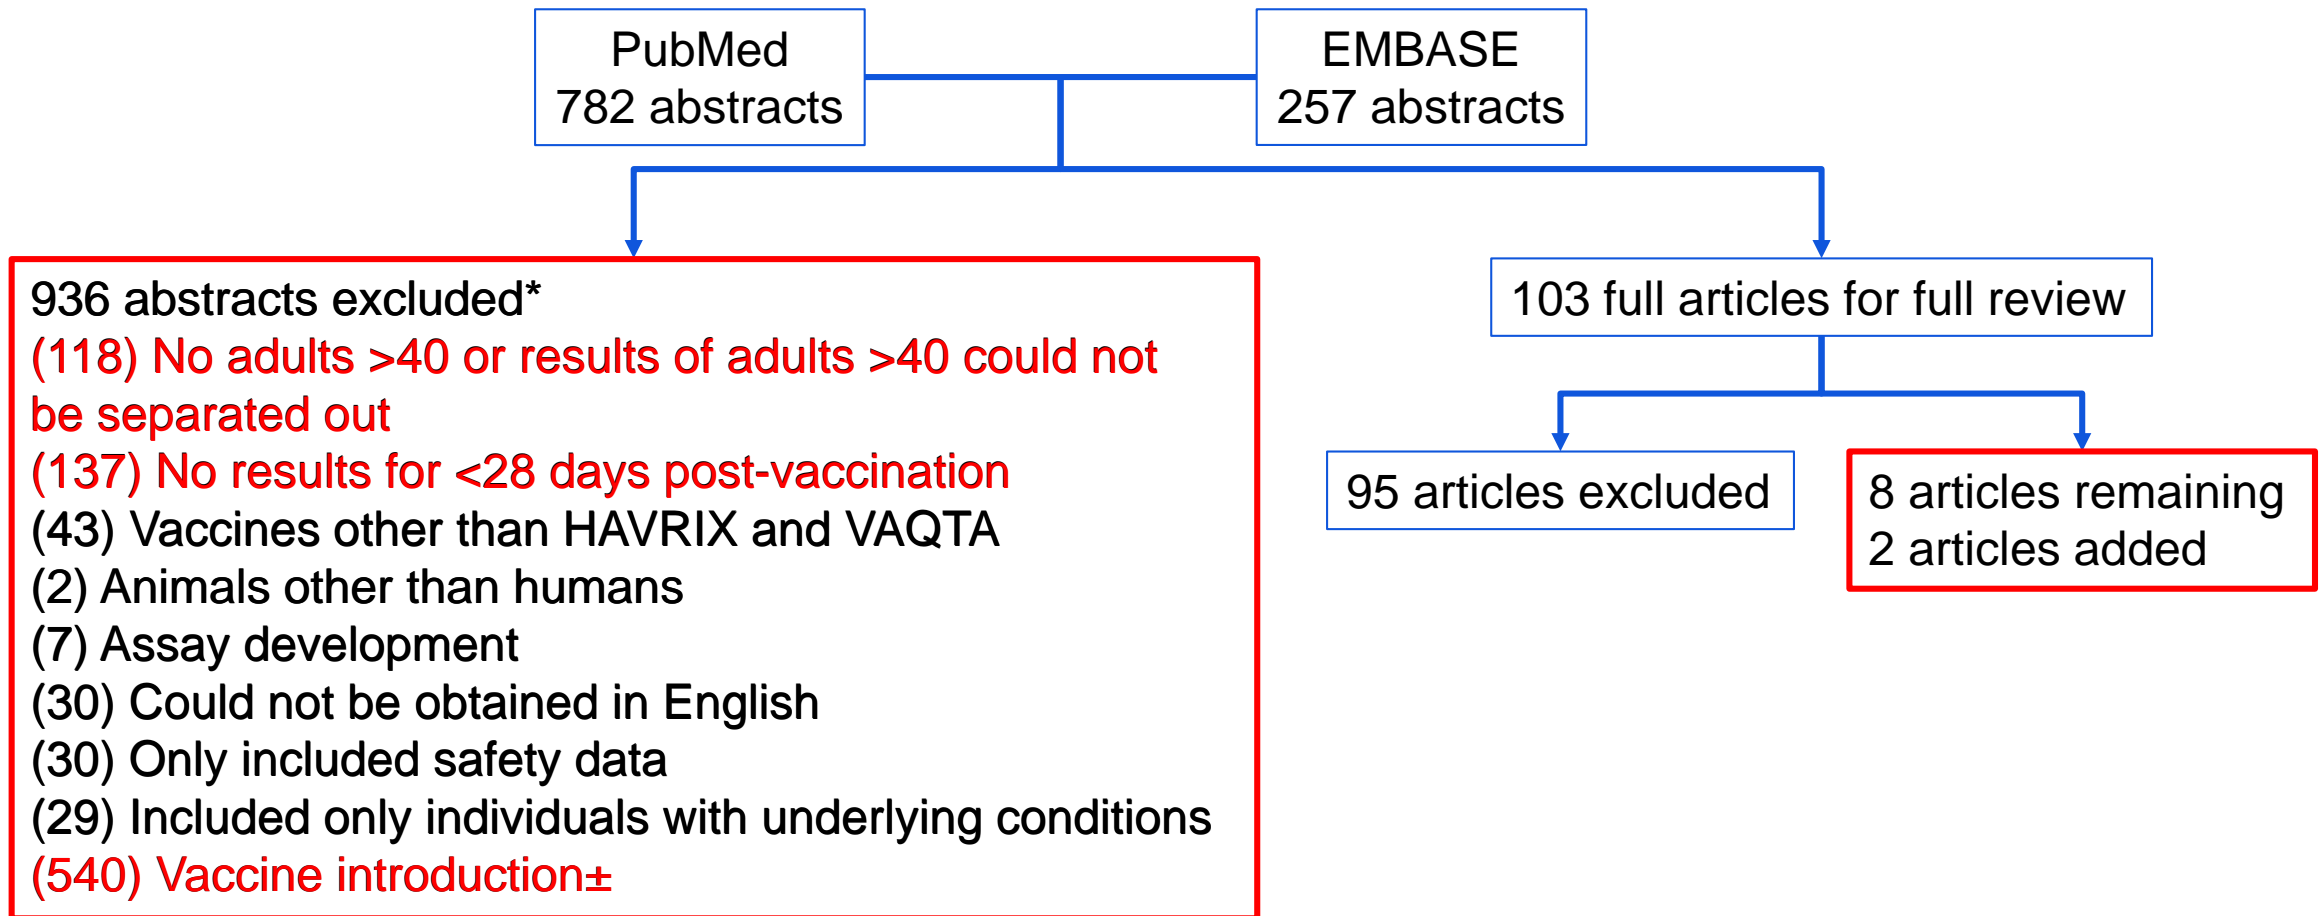 PubMed
782 abstracts
EMBASE
257 abstracts
936 abstracts excluded*
(118) No adults >40 or results of adults >40 could not
be separated out
(137) No results for <28 days post-vaccination
(43) Vaccines other than HAVRIX and VAQTA
(2) Animals other than humans
(7) Assay development
(30) Could not be obtained in English
(30) Only included safety data
(29) Included only individuals with underlying conditions
(540) Vaccine introduction±
103 full articles for full review
95 articles excluded
8 articles remaining
2 articles added